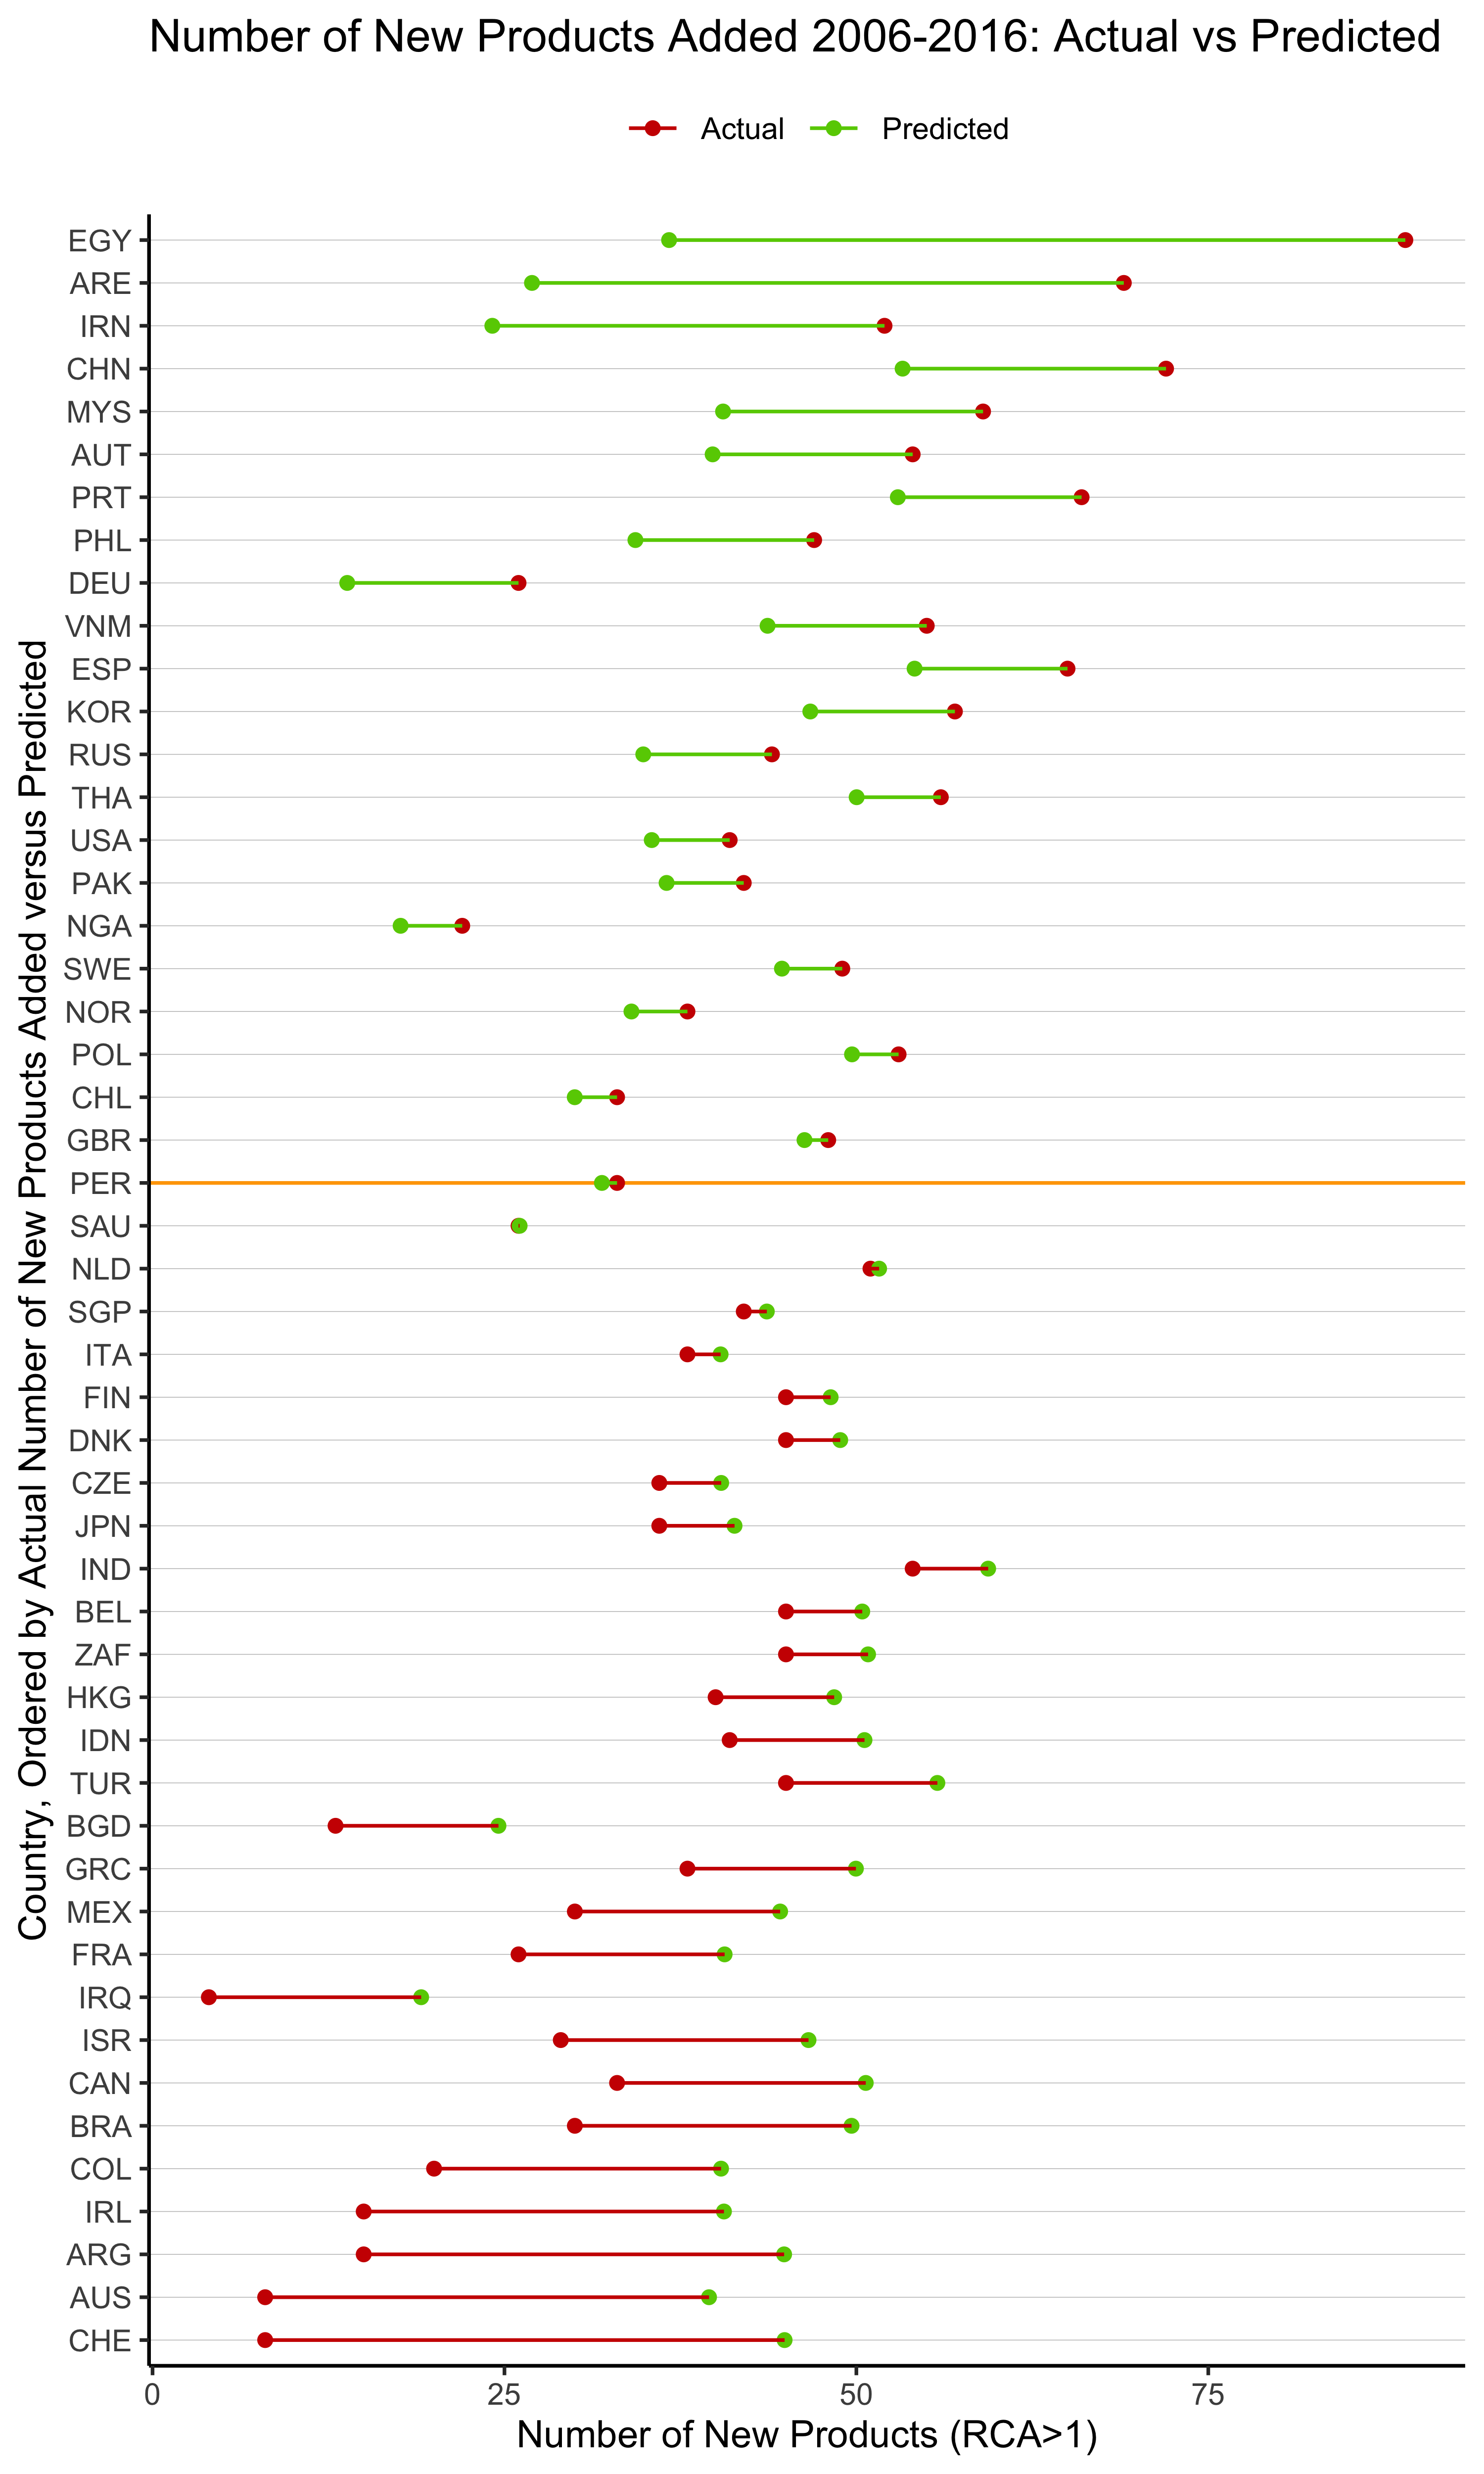 Number of New Products Added 2006-2016: Actual vs Predicted
Actual Predicted
Country, Ordered by Actual Number of New Products Added versus Predicted
EGY
ARE
IRN
CHN
MYS
AUT
PRT
PHL
DEU
VNM
ESP
KOR
RUS
THA
USA
PAK
NGA
SWE
NOR
POL
CHL
GBR
PER
SAU
NLD
SGP
ITA
FIN
DNK
CZE
JPN
IND
BEL
ZAF
HKG
IDN
TUR
BGD
GRC
MEX
FRA
IRQ
ISR
CAN
BRA
COL
IRL
ARG
AUS
CHE
0 25 50 75
Number of New Products (RCA>1)